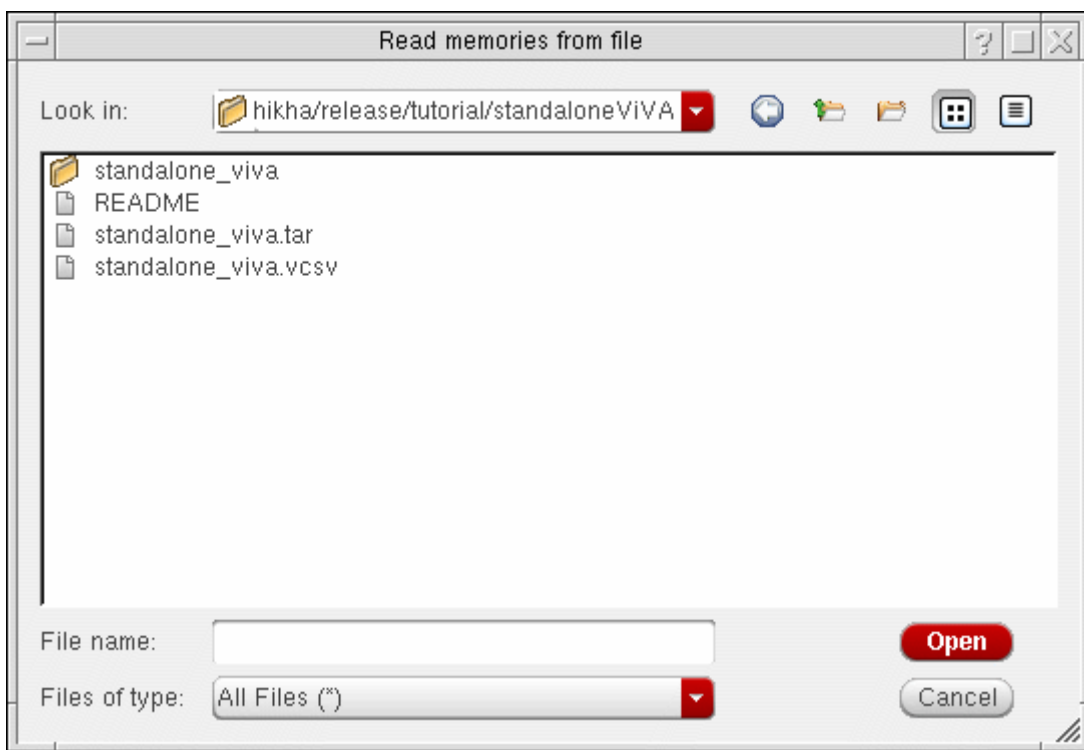 Read memories from file
Look in: hikha/release/tutorial/standaloneViVA
standalone_viva
README
standalone_viva.tar
standalone_viva.vcsv
File name: Open
Files of type: All Files (*) Cancel